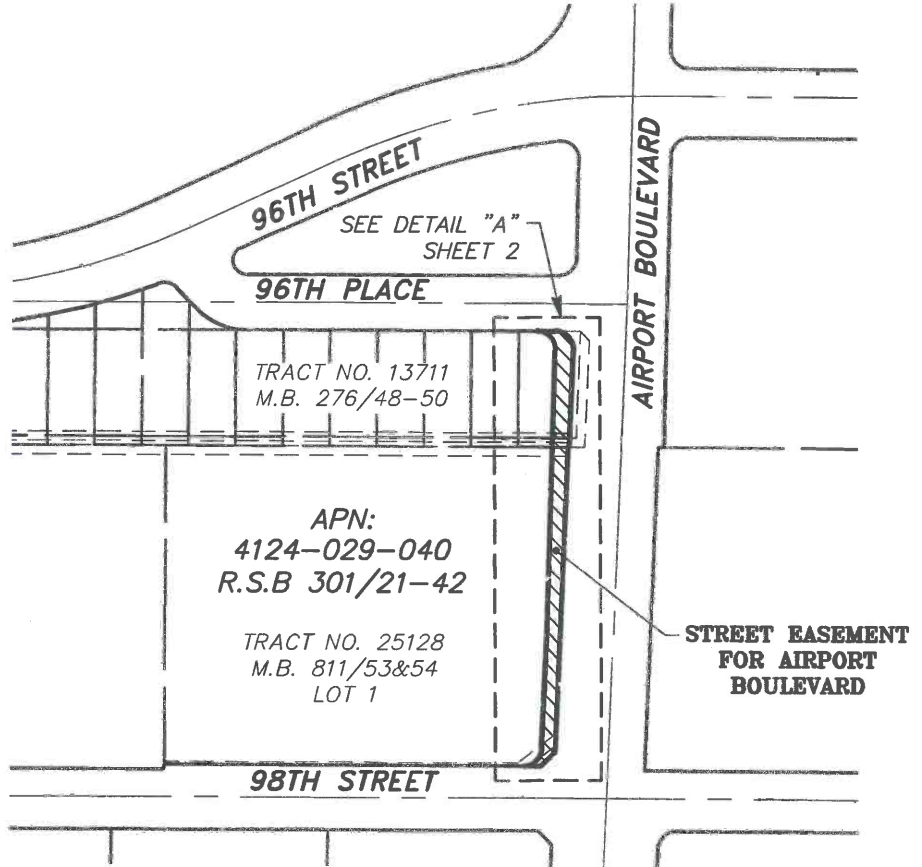 96TH STREET
AIRPORT BOULEVARD
SEE DETAIL "A"
SHEET 2
96TH PLACE
TRACT NO. 13711
M.B. 276/48-50
APN:
4124-029-040
R.S.B 301/21-42
TRACT NO. 25128
M.B. 811/53&54
LOT 1
STREET EASEMENT
FOR AIRPORT
BOULEVARD
98TH STREET